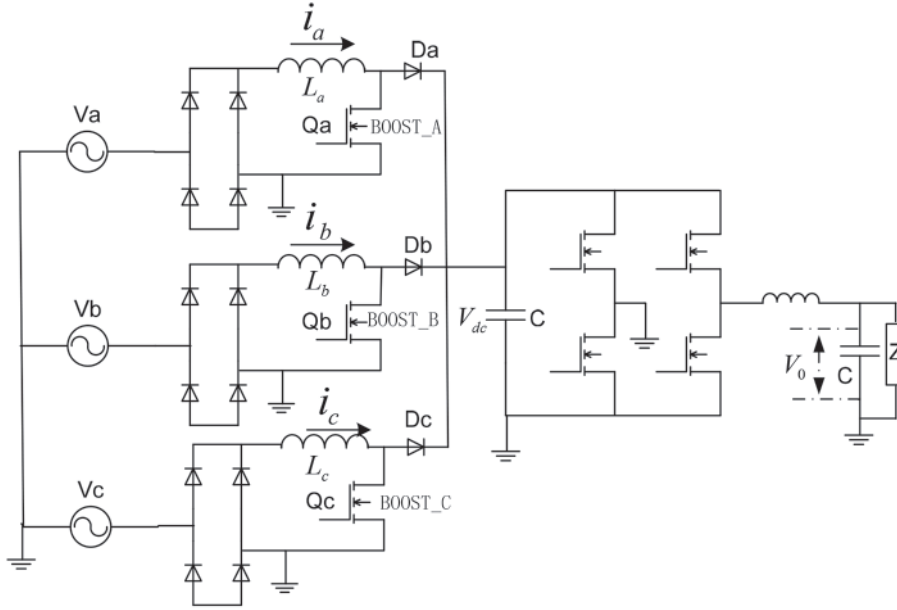 i_a
Da
L_a
Va
Qa
BOOST_A
i_b
Db
L_b
Vb
Qb
BOOST_B
V_dc
C
V_0
C
Z
i_c
Dc
L_c
Vc
Qc
BOOST_C